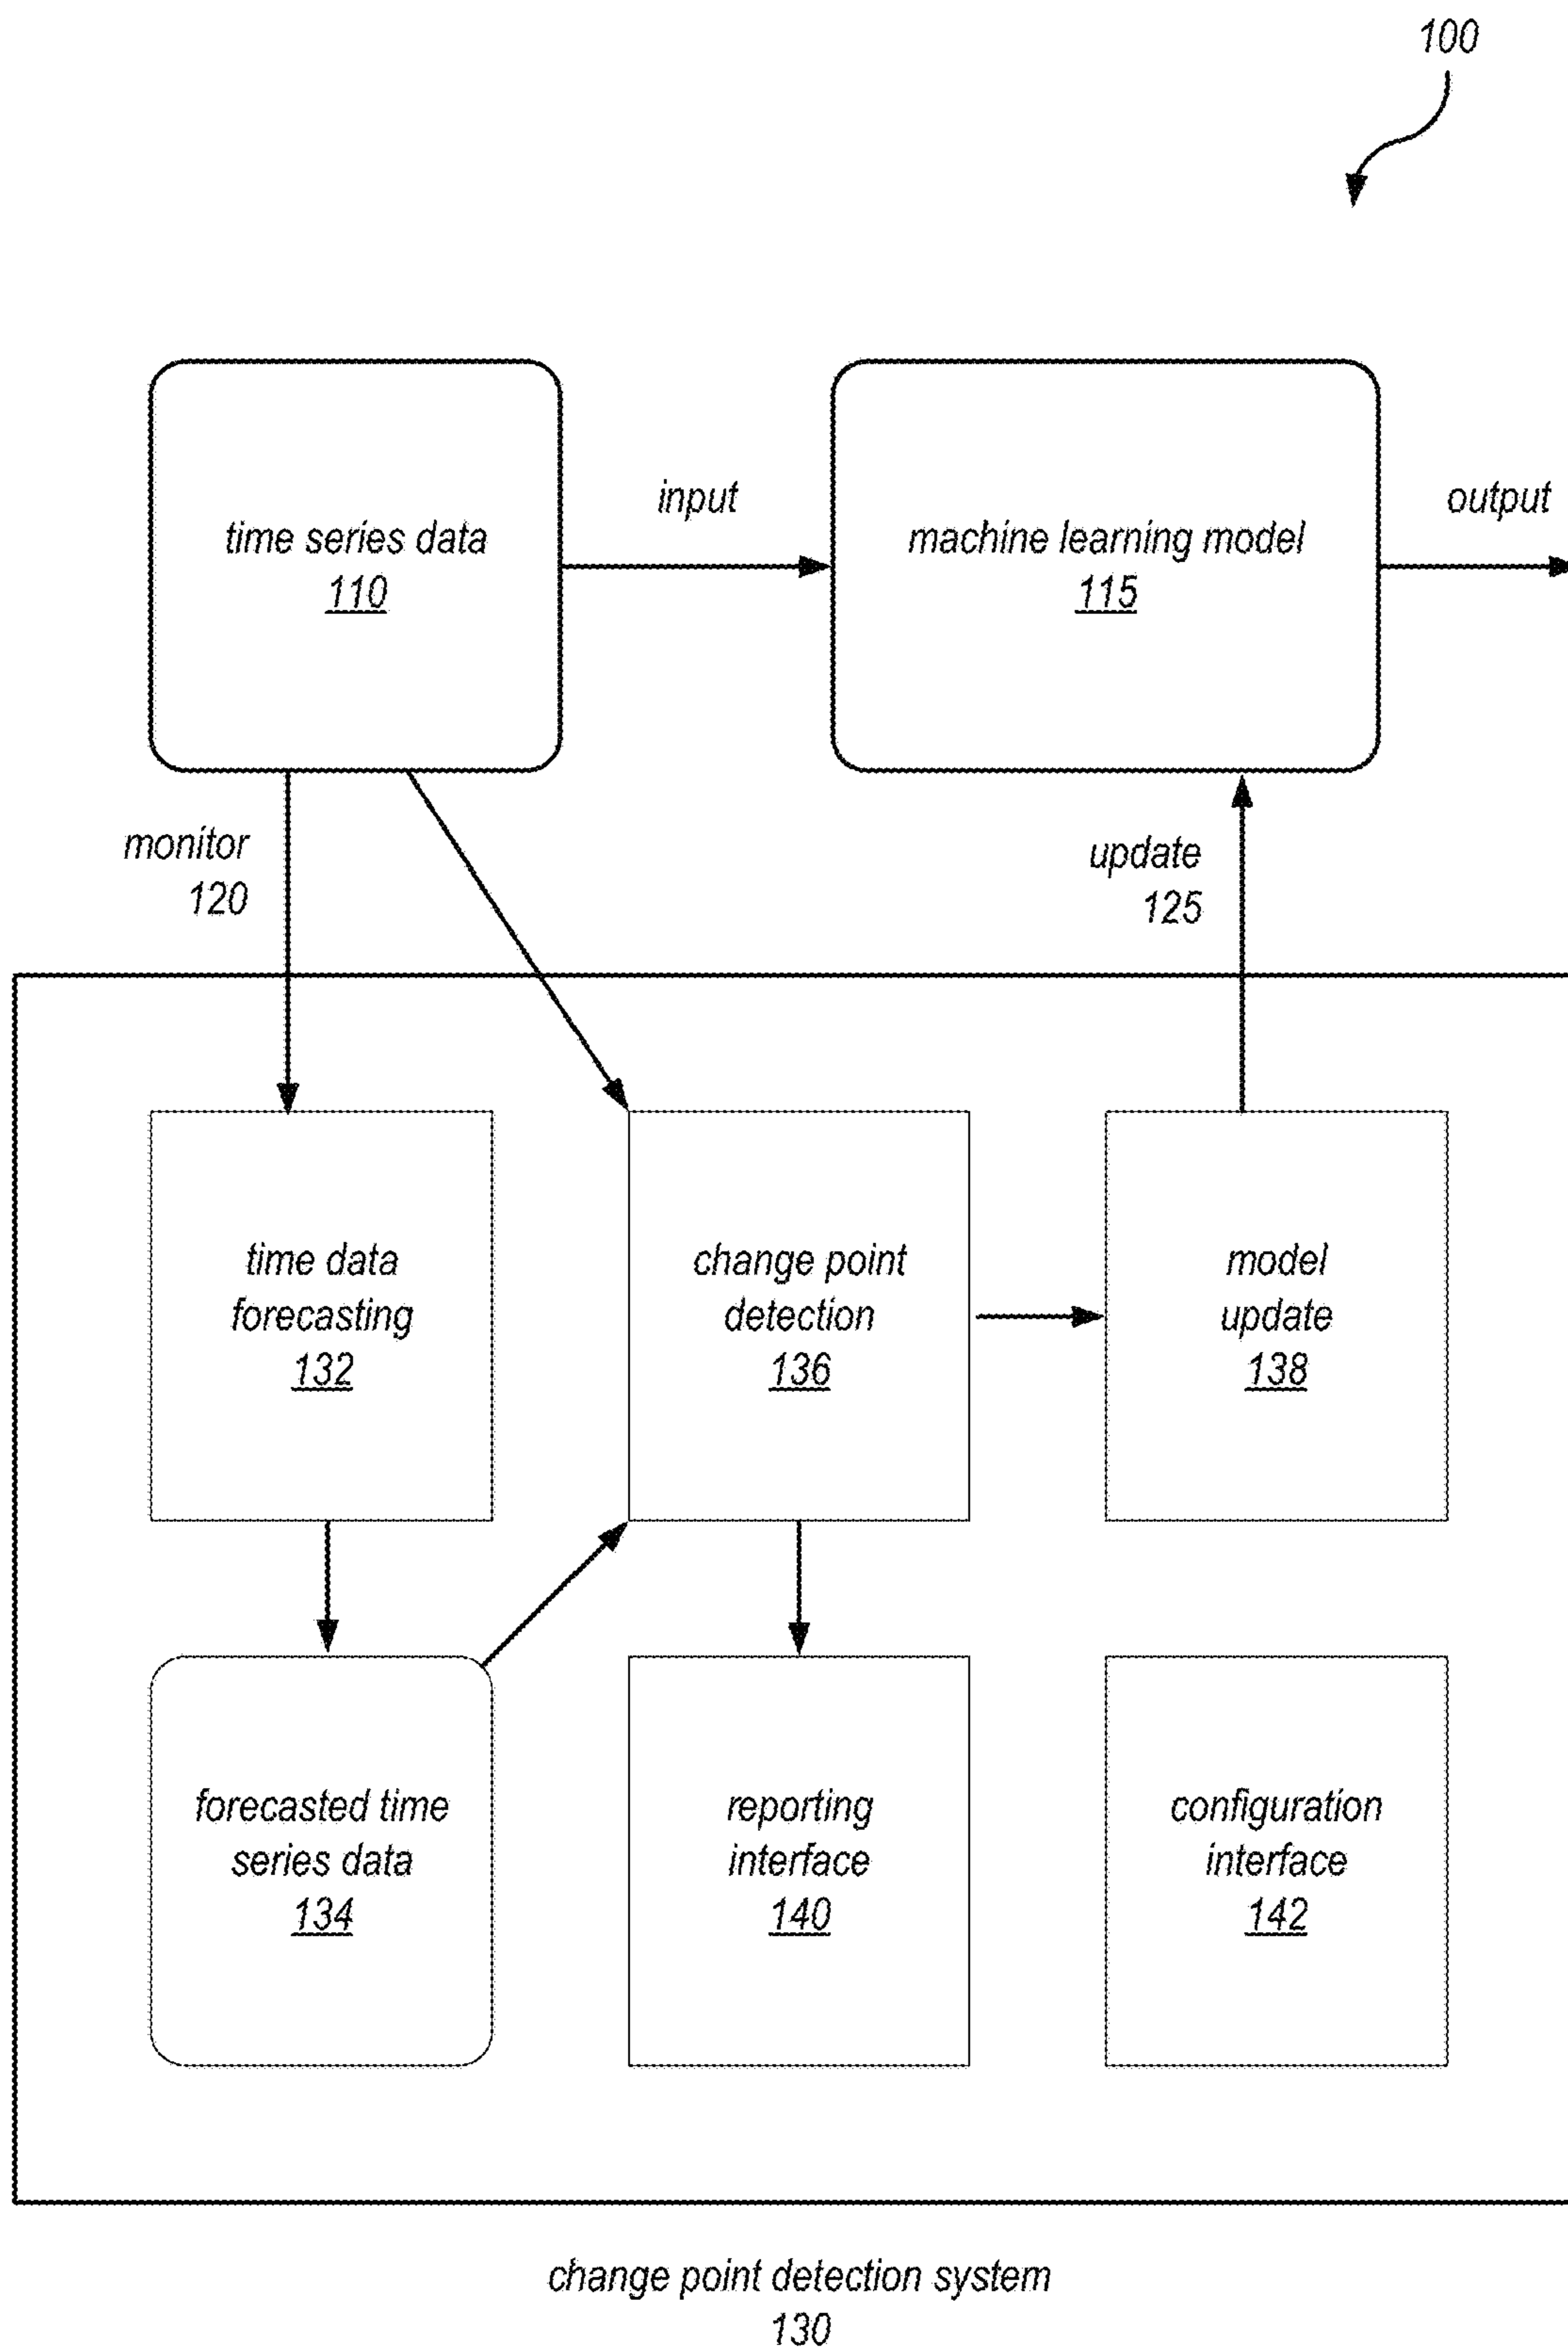 100
time series data
110
input
machine learning model
115
output
monitor
120
update
125
time data
forecasting
132
change point
detection
136
model
update
138
forecasted time
series data
134
reporting
interface
140
configuration
interface
142
change point detection system
130